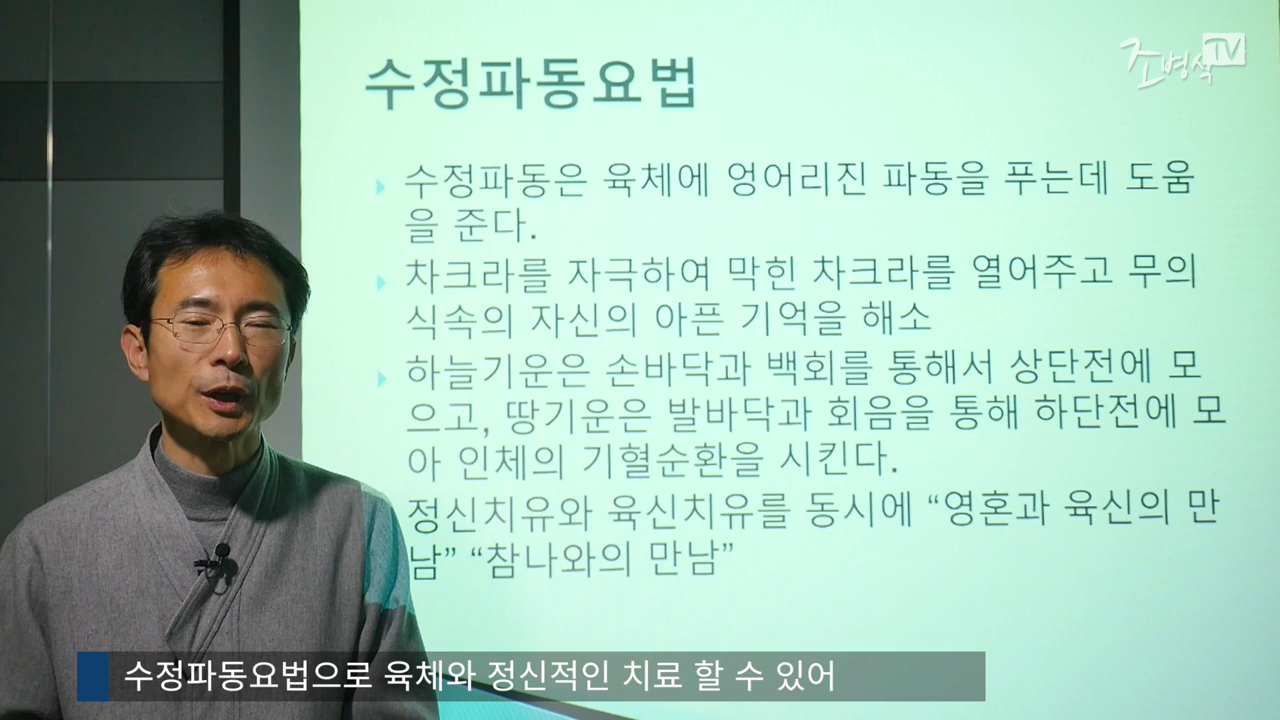 조병식TV
수정파동요법
수정파동은 육체에 엉어리진 파동을 푸는데 도움
을 준다.
차크라를 자극하여 막힌 차크라를 열어주고 무의
식속의 자신의 아픈 기억을 해소
하늘기운은 손바닥과 백회를 통해서 상단전에 모
으고, 땅기운은 발바닥과 회음을 통해 하단전에 모
아 인체의 기혈순환을 시킨다.
정신치유와 육신치유를 동시에 “영혼과 육신의 만
남” “참나와의 만남”
수정파동요법으로 육체와 정신적인 치료 할 수 있어